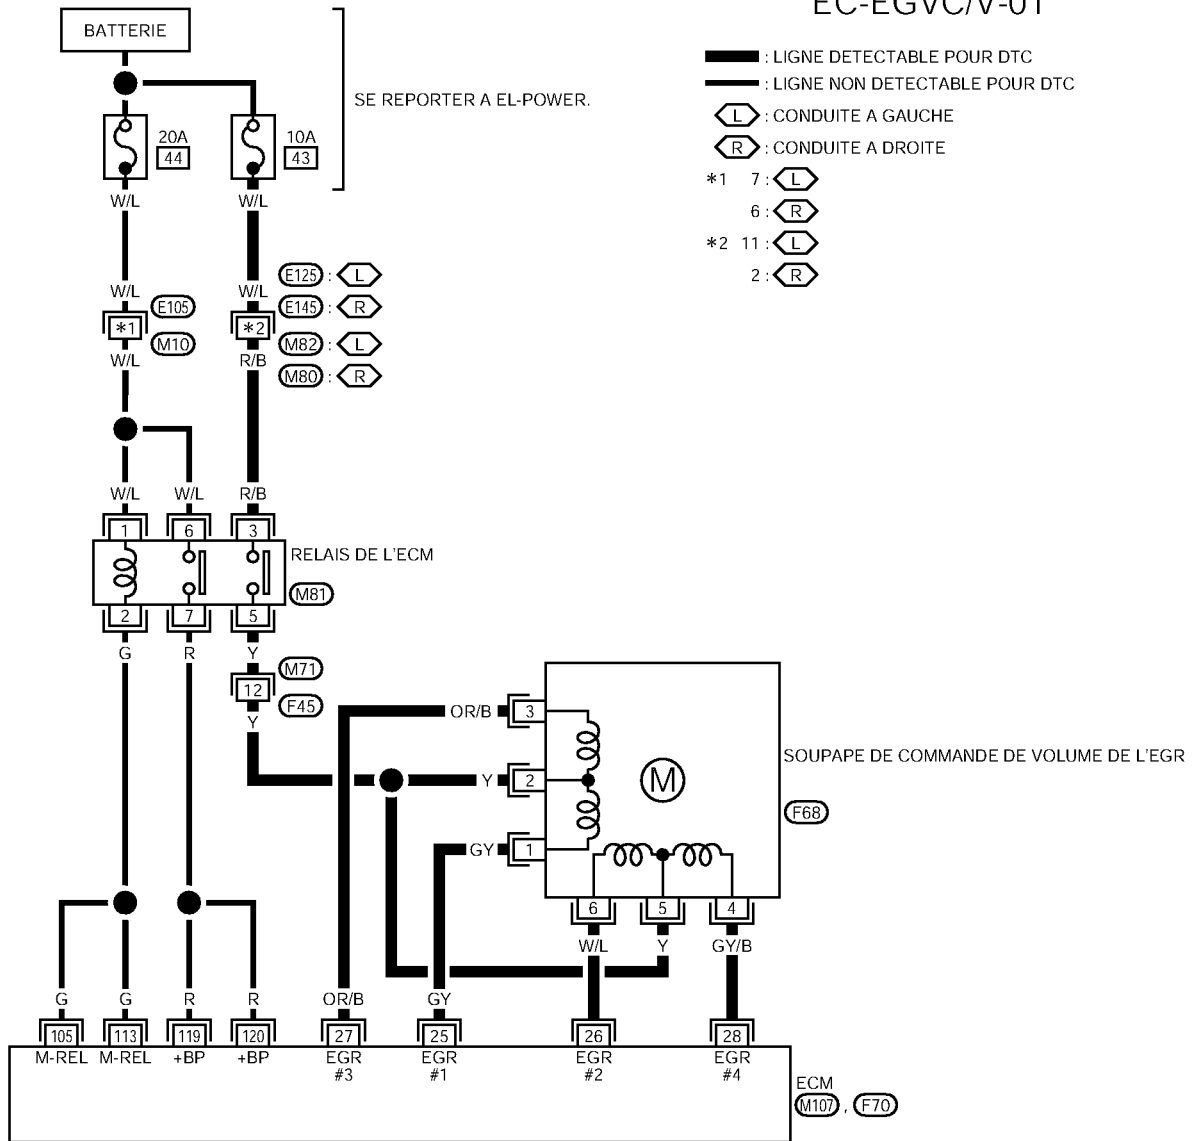 EC-EGVC/V-01
BATTERIE
: LIGNE DETECTABLE POUR DTC
: LIGNE NON DETECTABLE POUR DTC
L : CONDUITE A GAUCHE
R : CONDUITE A DROITE
*1 7 : L
6 : R
*2 11 : L
2 : R
SE REPORTER A EL-POWER.
20A
44
10A
43
W/L W/L
W/L W/L
E125 : L
E105
E145 : R
*1 *2
M10
M82 : L
W/L R/B
M80 : R
W/L W/L R/B
1 6 3
RELAIS DE L'ECM
M81
2 7 5
G R Y
M71
12
F45
Y
OR/B 3
Y 2
GY 1
M
SOUPAPE DE COMMANDE DE VOLUME DE L'EGR
F68
6 5 4
W/L Y GY/B
G G R R OR/B GY
105 113 119 120 27 25 26 28
M-REL M-REL +BP +BP EGR EGR EGR EGR
#3 #1 #2 #4
ECM
M107 , F70